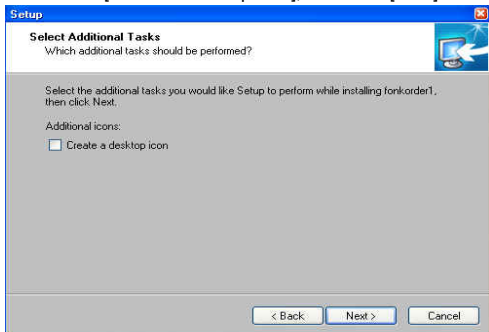 Setup
Select Additional Tasks
Which additional tasks should be performed?
Select the additional tasks you would like Setup to perform while installing fonkorder1,
then click Next.
Additional icons:
Create a desktop icon
< Back
Next >
Cancel